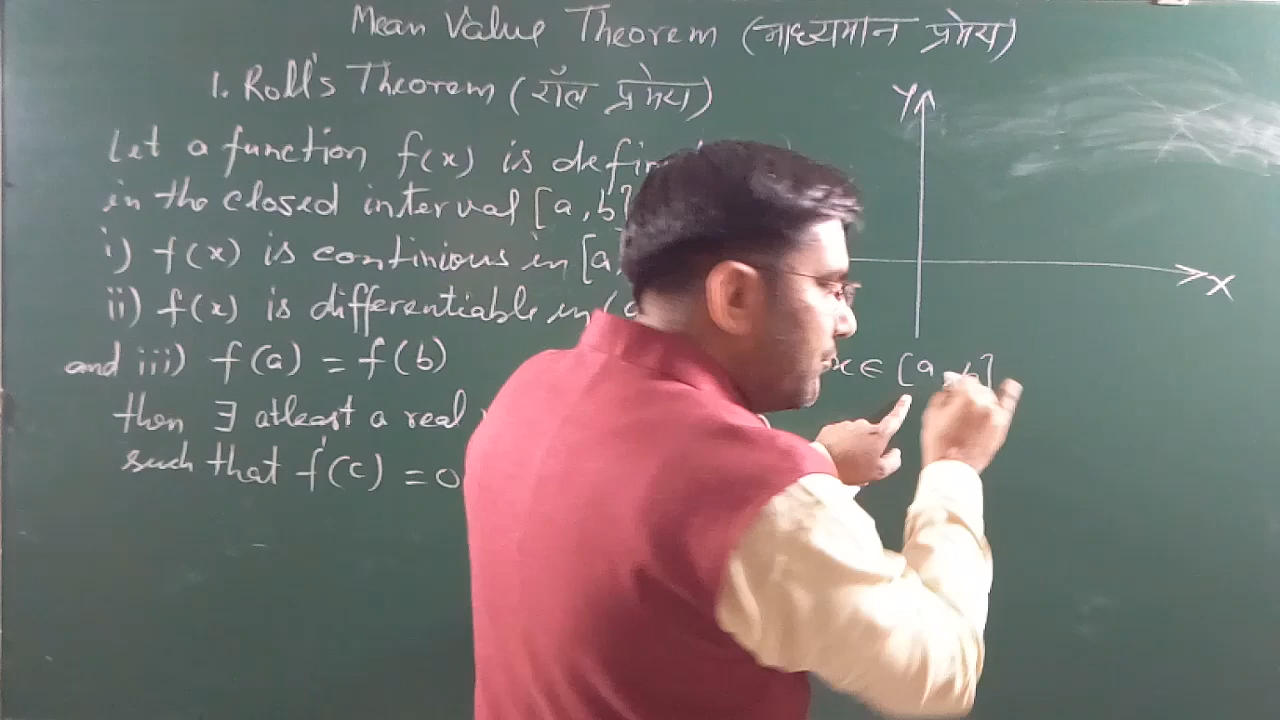 Mean Value Theorem (माध्यमान प्रमेय)
1. Roll's Theorem (रॉल प्रमेय)
Let a function f(x) is
in the closed interval [a, b]
i) f(x) is continious in [a,
ii) f(x) is differentiable in (
and iii) f(a) = f(b)
then ∃ atleast a real
such that f'(c) = 0
Y
X
x ∈ [a, b]